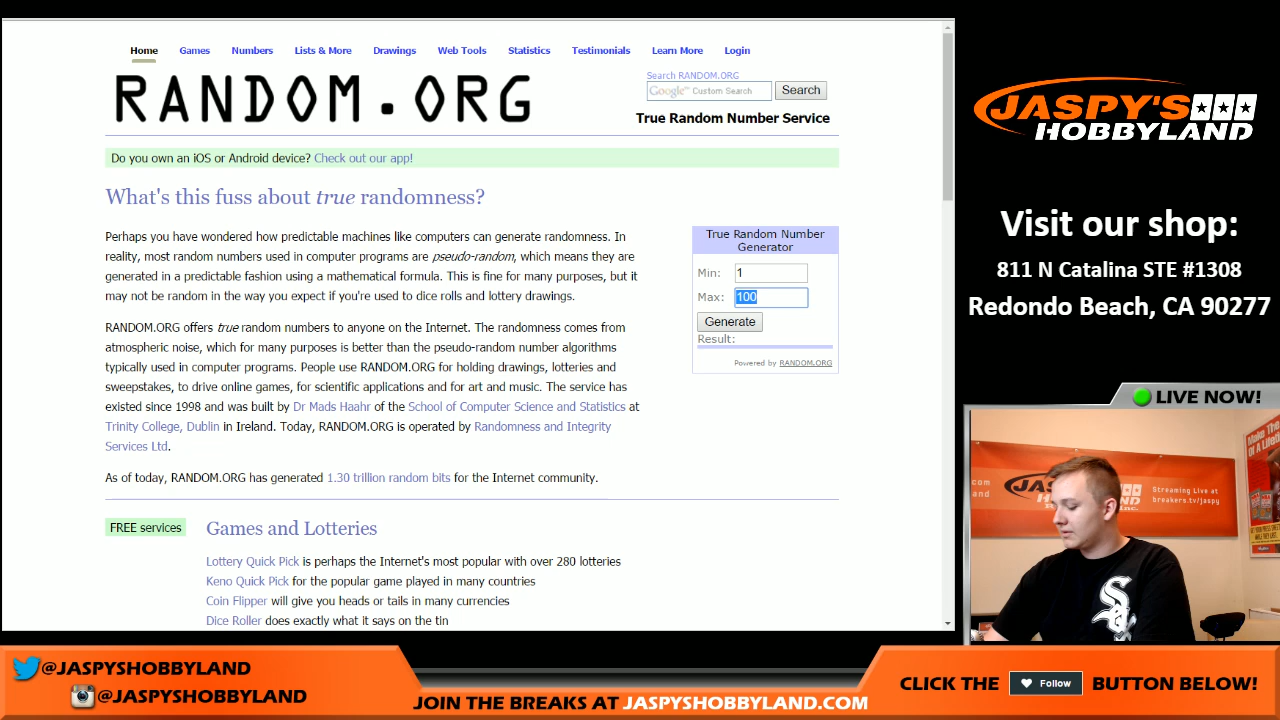 Home Games Numbers Lists & More Drawings Web Tools Statistics Testimonials Learn More Login
RANDOM.ORG
Search RANDOM.ORG
Google™ Custom Search Search
True Random Number Service
Do you own an iOS or Android device? Check out our app!
What's this fuss about true randomness?
Perhaps you have wondered how predictable machines like computers can generate randomness. In
reality, most random numbers used in computer programs are pseudo-random, which means they are
generated in a predictable fashion using a mathematical formula. This is fine for many purposes, but it
may not be random in the way you expect if you're used to dice rolls and lottery drawings.
RANDOM.ORG offers true random numbers to anyone on the Internet. The randomness comes from
atmospheric noise, which for many purposes is better than the pseudo-random number algorithms
typically used in computer programs. People use RANDOM.ORG for holding drawings, lotteries and
sweepstakes, to drive online games, for scientific applications and for art and music. The service has
existed since 1998 and was built by Dr Mads Haahr of the School of Computer Science and Statistics at
Trinity College, Dublin in Ireland. Today, RANDOM.ORG is operated by Randomness and Integrity
Services Ltd.
As of today, RANDOM.ORG has generated 1.30 trillion random bits for the Internet community.
True Random Number
Generator
Min: 1
Max: 100
Generate
Result:
Powered by RANDOM.ORG
FREE services
Games and Lotteries
Lottery Quick Pick is perhaps the Internet's most popular with over 280 lotteries
Keno Quick Pick for the popular game played in many countries
Coin Flipper will give you heads or tails in many currencies
Dice Roller does exactly what it says on the tin
JASPY'S
HOBBYLAND
Visit our shop:
811 N Catalina STE #1308
Redondo Beach, CA 90277
LIVE NOW!
Streaming Live at
breakers.tv/jaspy
@JASPYSHOBBYLAND
@JASPYSHOBBYLAND
JOIN THE BREAKS AT JASPYSHOBBYLAND.COM
CLICK THE Follow BUTTON BELOW!